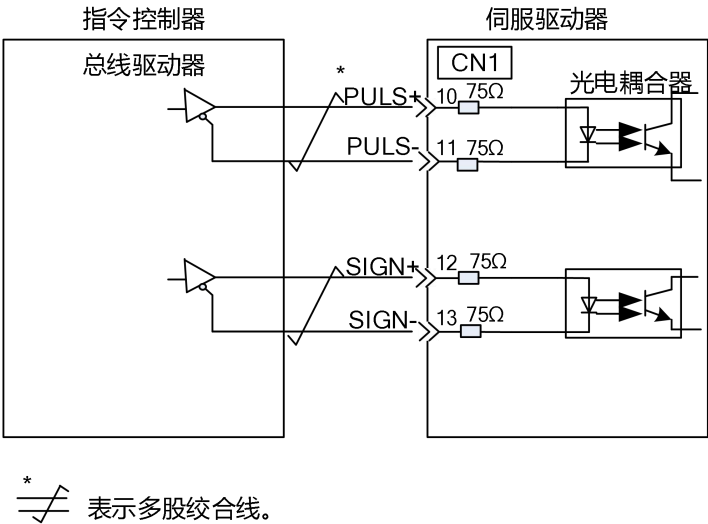 指令控制器
伺服驱动器
总线驱动器
CN1
*
光电耦合器
PULS+ 10 75Ω
PULS- 11 75Ω
SIGN+ 12 75Ω
SIGN- 13 75Ω
*
表示多股绞合线。